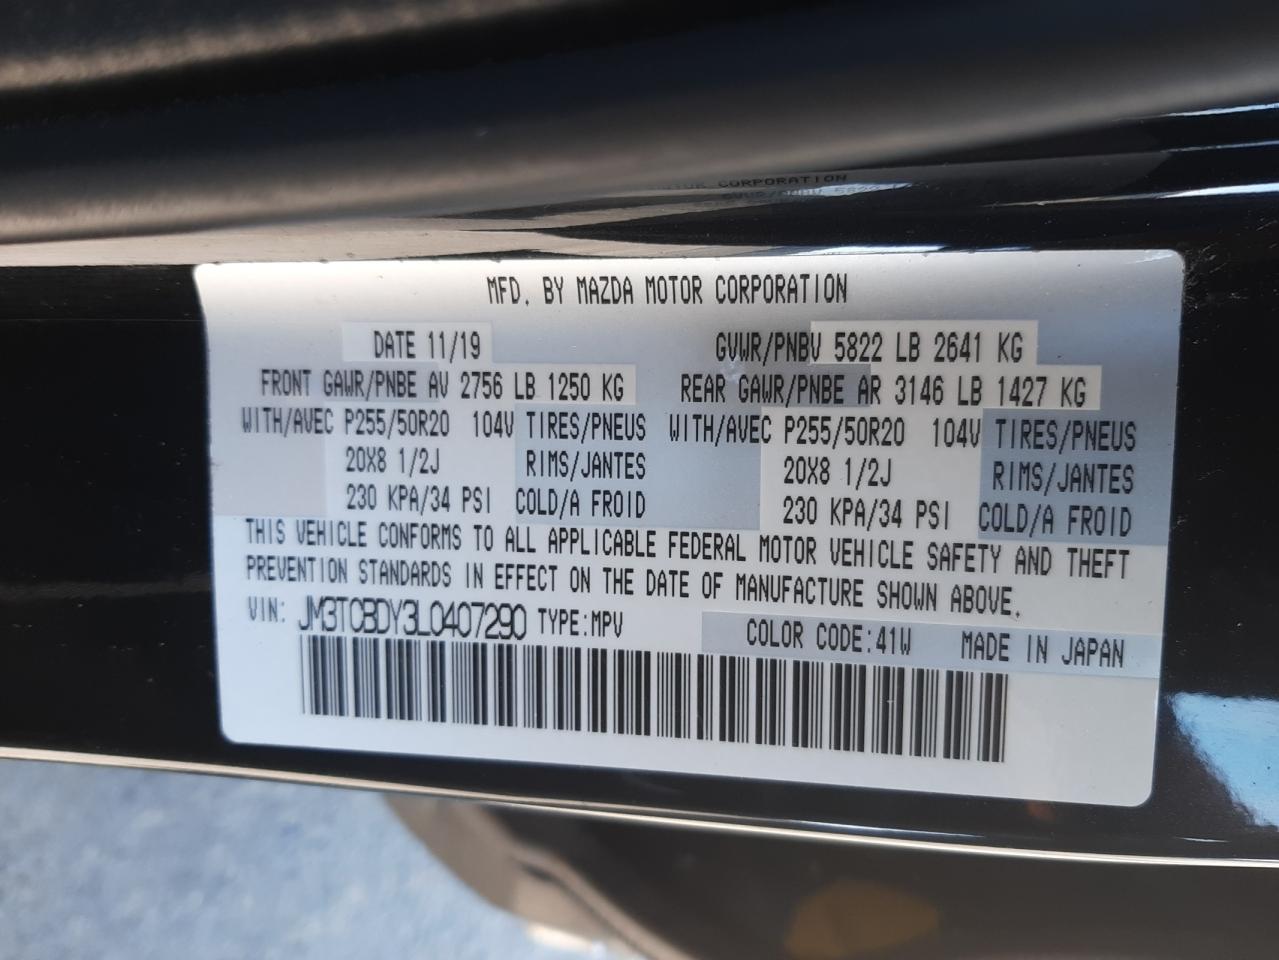 MFD. BY MAZDA MOTOR CORPORATION
DATE 11/19 GVWR/PNBV 5822 LB 2641 KG
FRONT GAWR/PNBE AV 2756 LB 1250 KG REAR GAWR/PNBE AR 3146 LB 1427 KG
WITH/AVEC P255/50R20 104V TIRES/PNEUS WITH/AVEC P255/50R20 104V TIRES/PNEUS
20X8 1/2J RIMS/JANTES 20X8 1/2J RIMS/JANTES
230 KPA/34 PSI COLD/A FROID 230 KPA/34 PSI COLD/A FROID
THIS VEHICLE CONFORMS TO ALL APPLICABLE FEDERAL MOTOR VEHICLE SAFETY AND THEFT
PREVENTION STANDARDS IN EFFECT ON THE DATE OF MANUFACTURE SHOWN ABOVE.
VIN: JM3TCBDY3L0407290 TYPE:MPV COLOR CODE:41W MADE IN JAPAN